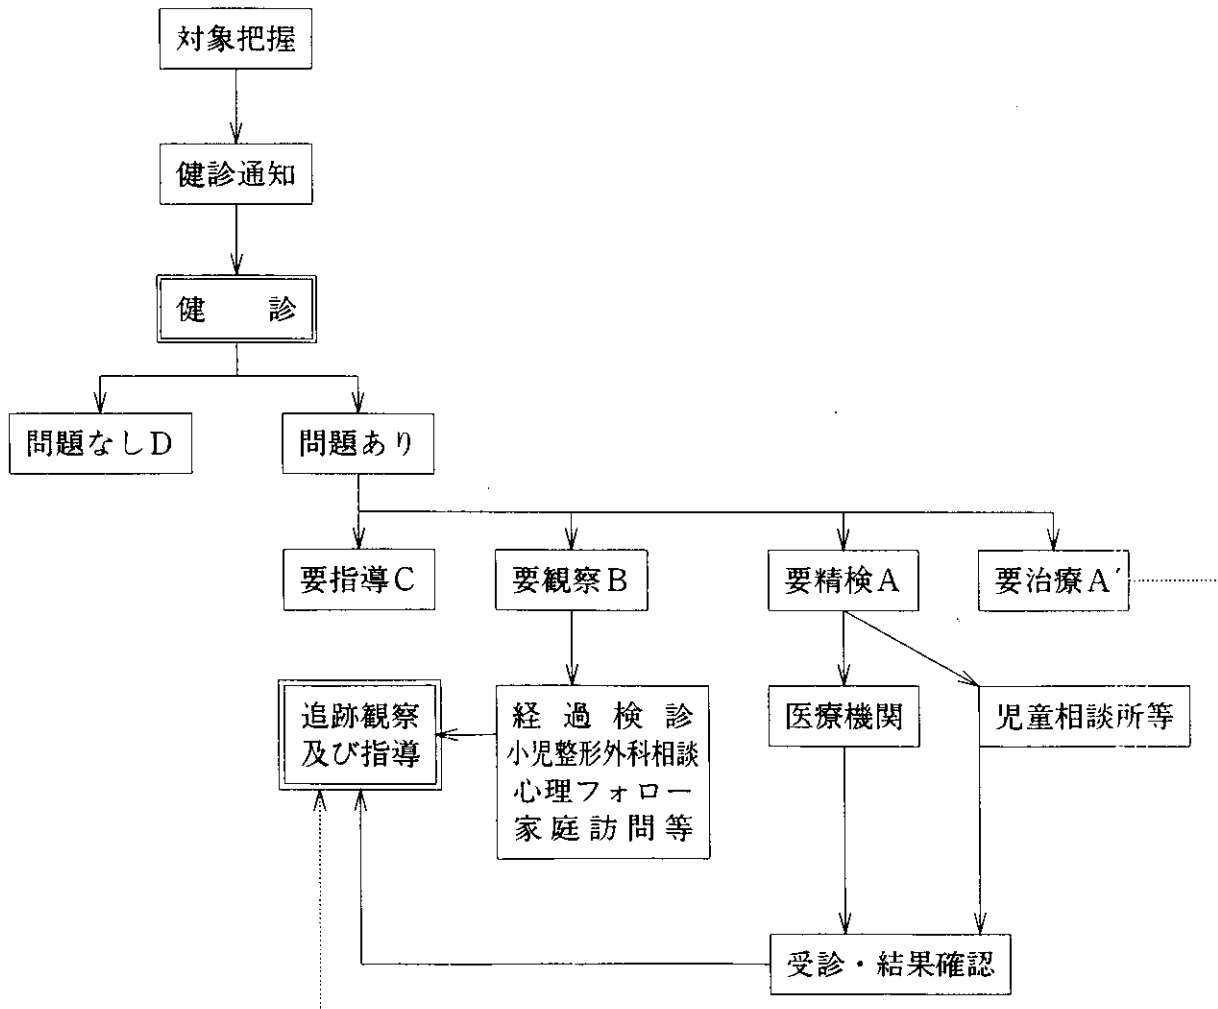 対象把握
健診通知
健　　診
問題なしD
問題あり
要指導C
要観察B
要精検A
要治療A´
追跡観察
及び指導
経過検診
小児整形外科相談
心理フォロー
家庭訪問等
医療機関
児童相談所等
受診・結果確認